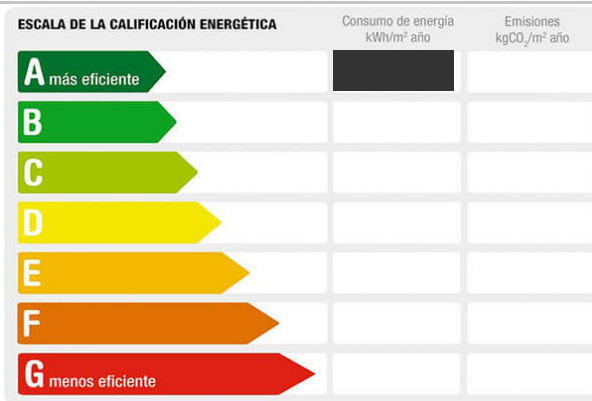 ESCALA DE LA CALIFICACIÓN ENERGÉTICA
Consumo de energía
kWh/m² año
Emisiones
kgCO₂/m² año
A más eficiente
B
C
D
E
F
G menos eficiente